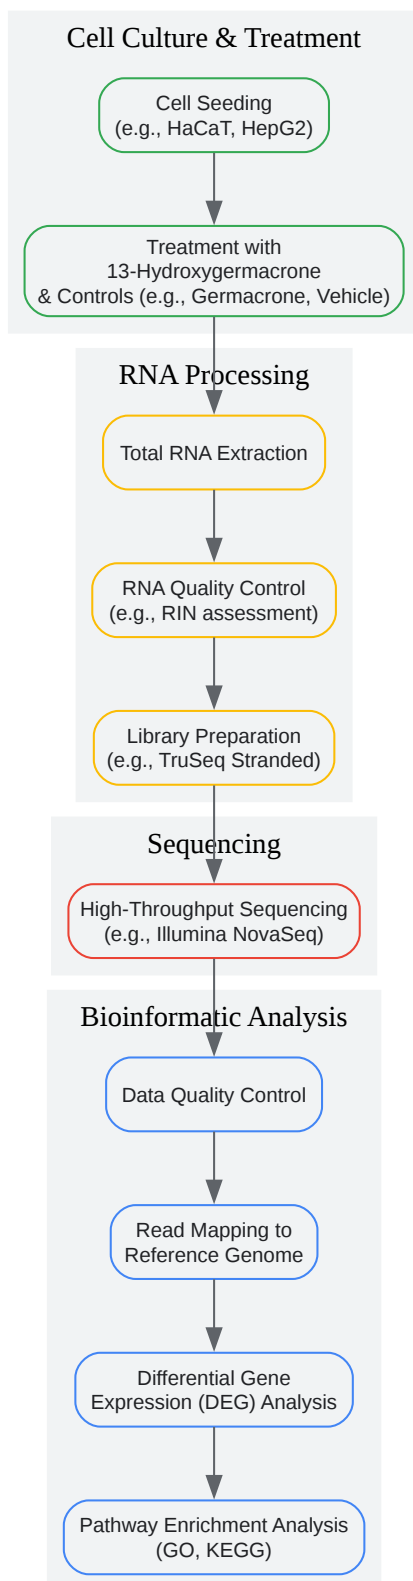 Cell Culture & Treatment
Cell Seeding
(e.g., HaCaT, HepG2)
Treatment with
13-Hydroxygermacrone
& Controls (e.g., Germacrone, Vehicle)
RNA Processing
Total RNA Extraction
RNA Quality Control
(e.g., RIN assessment)
Library Preparation
(e.g., TruSeq Stranded)
Sequencing
High-Throughput Sequencing
(e.g., Illumina NovaSeq)
Bioinformatic Analysis
Data Quality Control
Read Mapping to
Reference Genome
Differential Gene
Expression (DEG) Analysis
Pathway Enrichment Analysis
(GO, KEGG)